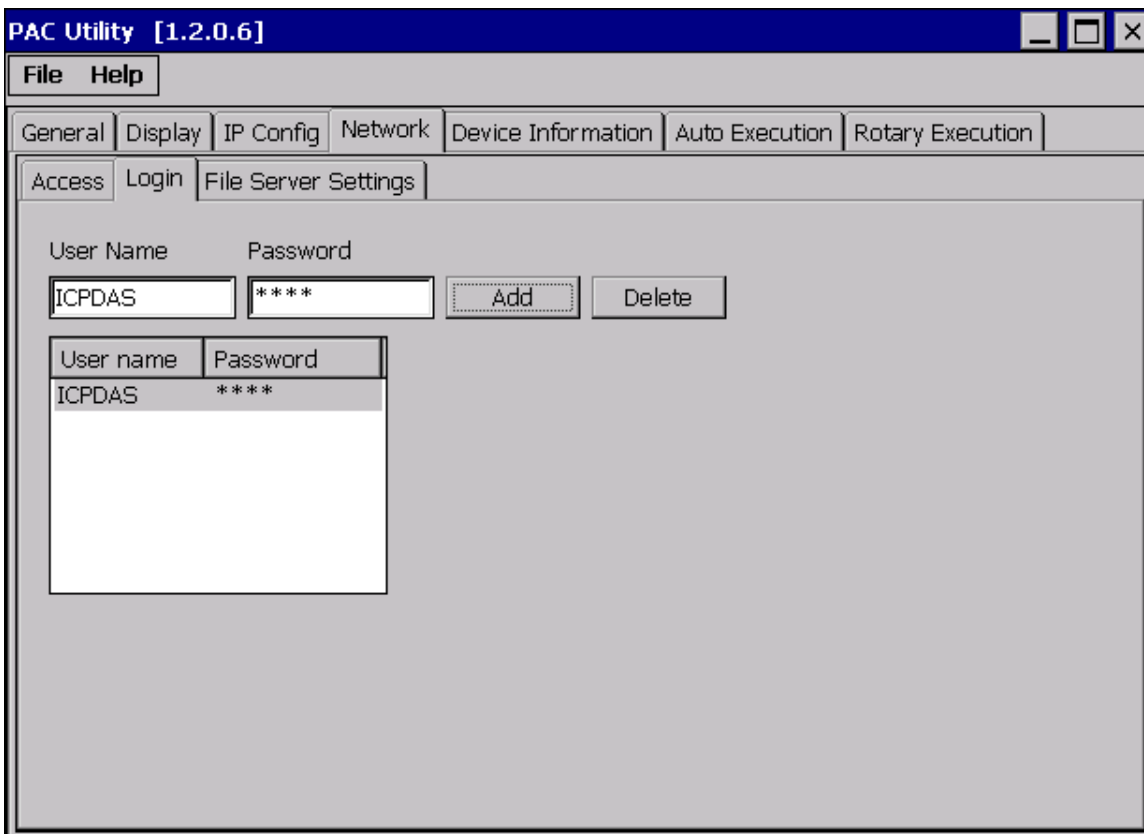 PAC Utility [1.2.0.6]
File Help
General Display IP Config Network Device Information Auto Execution Rotary Execution
Access Login File Server Settings
User Name Password
ICPDAS **** Add Delete
User name Password
ICPDAS ****